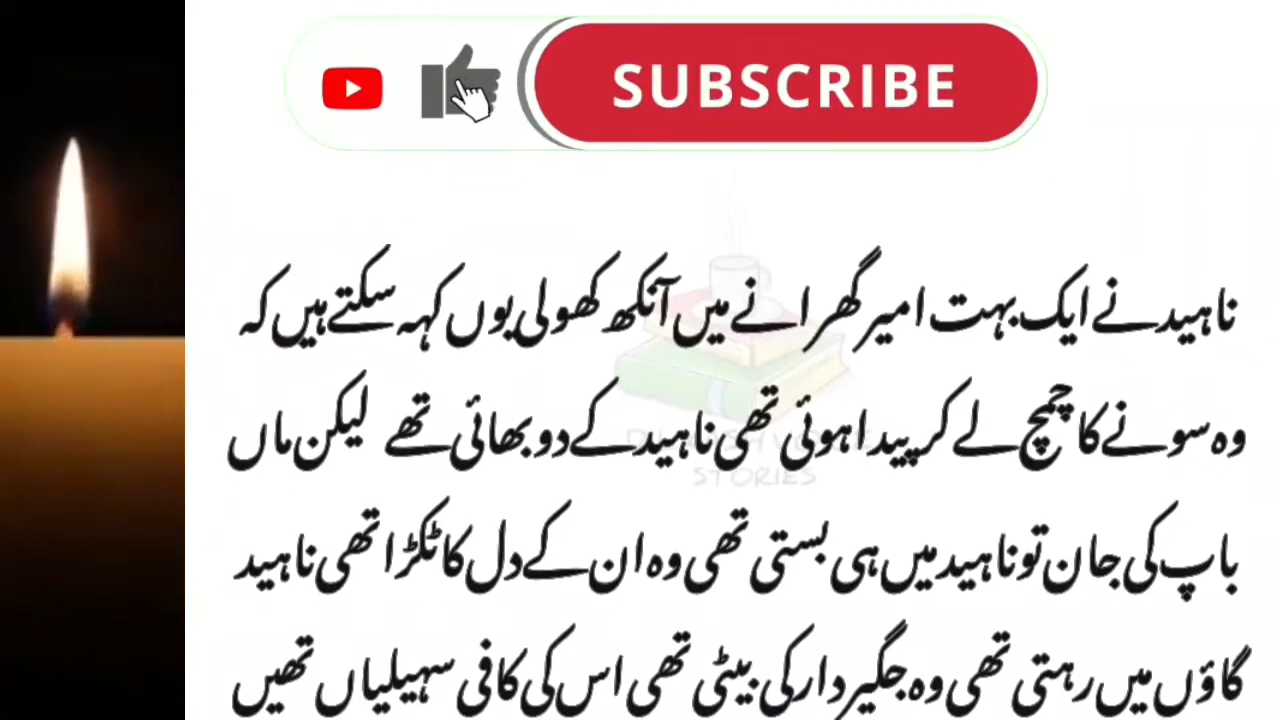 SUBSCRIBE
ناہید نے ایک بہت امیر گھرانے میں آنکھ کھولی یوں کہہ سکتے ہیں کہ
وہ سونے کا چمچ لے کر پیدا ہوئی تھی ناہید کے دو بھائی تھے لیکن ماں
STORIES
باپ کی جان تو ناہید میں ہی بستی تھی وہ ان کے دل کا ٹکڑا تھی ناہید
گاؤں میں رہتی تھی وہ جگیر دار کی بیٹی تھی اس کی کافی سہیلیاں تھیں